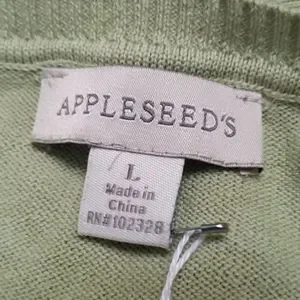 APPLESEED'S
L
Made in
China
RN#102328